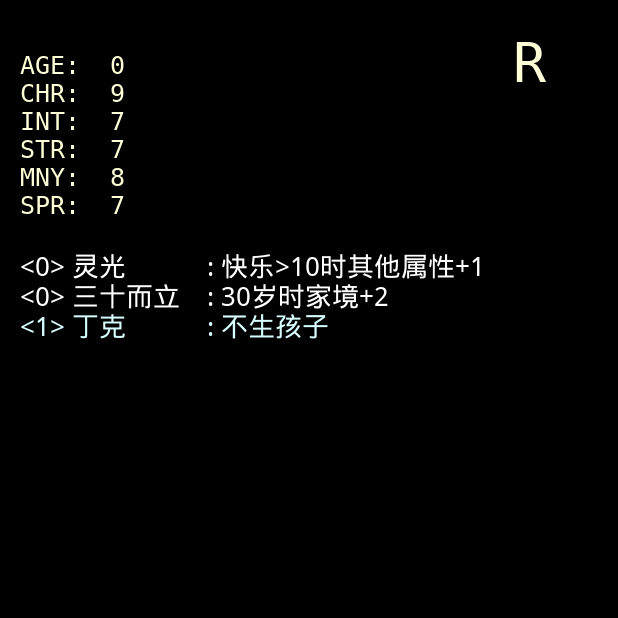 R
AGE: 0
CHR: 9
INT: 7
STR: 7
MNY: 8
SPR: 7
<0> 灵光 : 快乐>10时其他属性+1
<0> 三十而立 : 30岁时家境+2
<1> 丁克 : 不生孩子